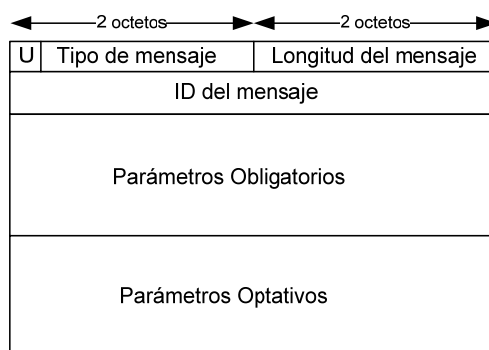 2 octetos 2 octetos
U Tipo de mensaje Longitud del mensaje
ID del mensaje
Parámetros Obligatorios
Parámetros Optativos